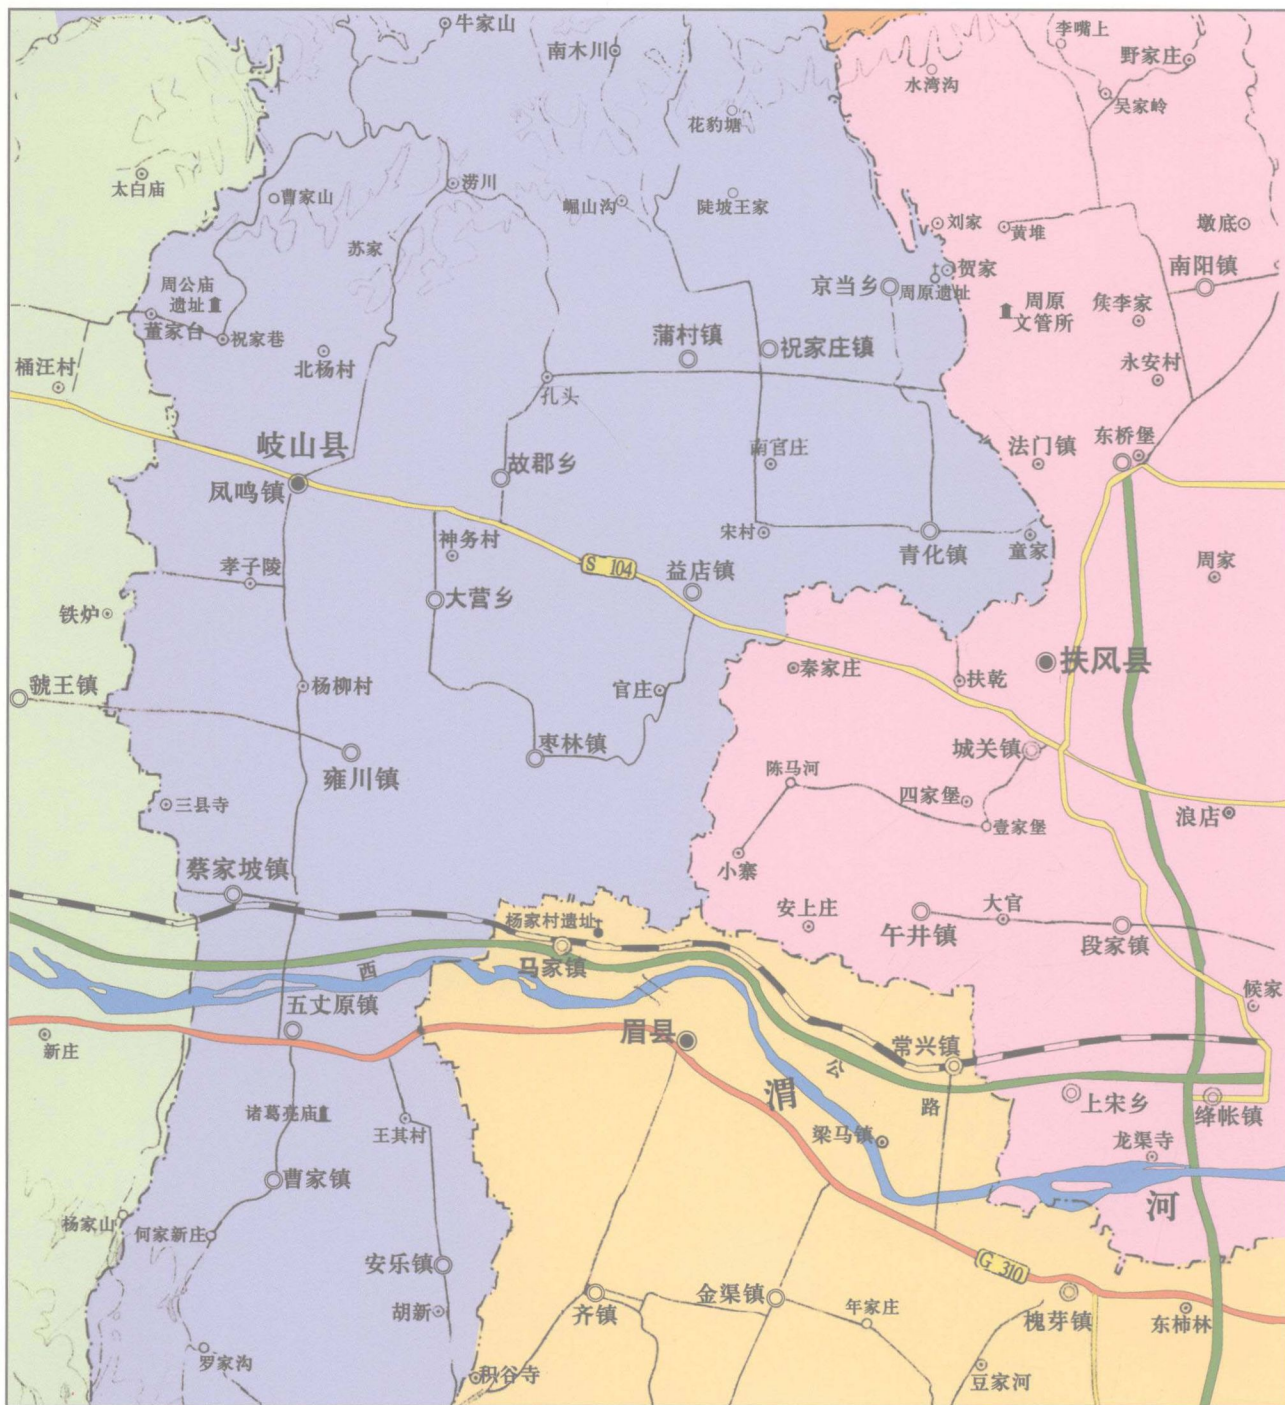 牛家山
南木川
李嘴上
野家庄
水湾沟
吴家岭
花豹塘
太白庙
曹家山
涝川
崛山沟
陡坡王家
苏家
刘家
黄堆
墩底
周公庙
遗址
贺家
南阳镇
京当乡
周原遗址
董家台
祝家巷
周原
文管所
侯李家
蒲村镇
祝家庄镇
桶汪村
北杨村
永安村
孔头
岐山县
东桥堡
法门镇
故郡乡
南官庄
凤鸣镇
宋村
青化镇
童家
神务村
S 104
益店镇
孝子陵
周家
大营乡
铁炉
秦家庄
扶乾
扶风县
虢王镇
杨柳村
官庄
枣林镇
城关镇
雍川镇
陈马河
三县寺
四家堡
壹家堡
浪店
小寨
蔡家坡镇
安上庄
大官
杨家村遗址
午井镇
段家镇
马家镇
西
候家
五丈原镇
新庄
眉县
常兴镇
渭
公
路
上宋乡
绛帐镇
诸葛亮庙
王其村
梁马镇
龙渠寺
曹家镇
杨家山
何家新庄
河
安乐镇
G 310
胡新
齐镇
金渠镇
年家庄
槐芽镇
东柿林
罗家沟
积谷寺
豆家河